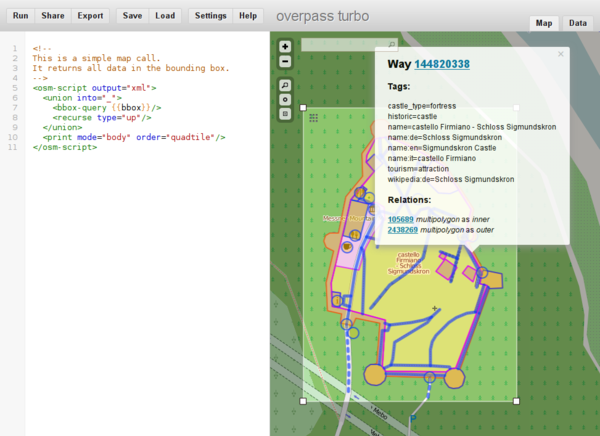 Run Share Export Save Load Settings Help overpass turbo Map Data
1 <!--
2 This is a simple map call.
3 It returns all data in the bounding box.
4 -->
5 <osm-script output="xml">
6 <union into="_">
7 <bbox-query {{bbox}}/>
8 <recurse type="up"/>
9 </union>
10 <print mode="body" order="quadtile"/>
11 </osm-script>
Way 144820338
Tags:
castle_type=fortress
historic=castle
name=castello Firmiano - Schloss Sigmundskron
name:de=Schloss Sigmundskron
name:en=Sigmundskron Castle
name:it=castello Firmiano
tourism=attraction
wikipedia:de=Schloss Sigmundskron
Relations:
105689 multipolygon as inner
2438269 multipolygon as outer
castello
Firmiano
- Schloss
Sigmundskron